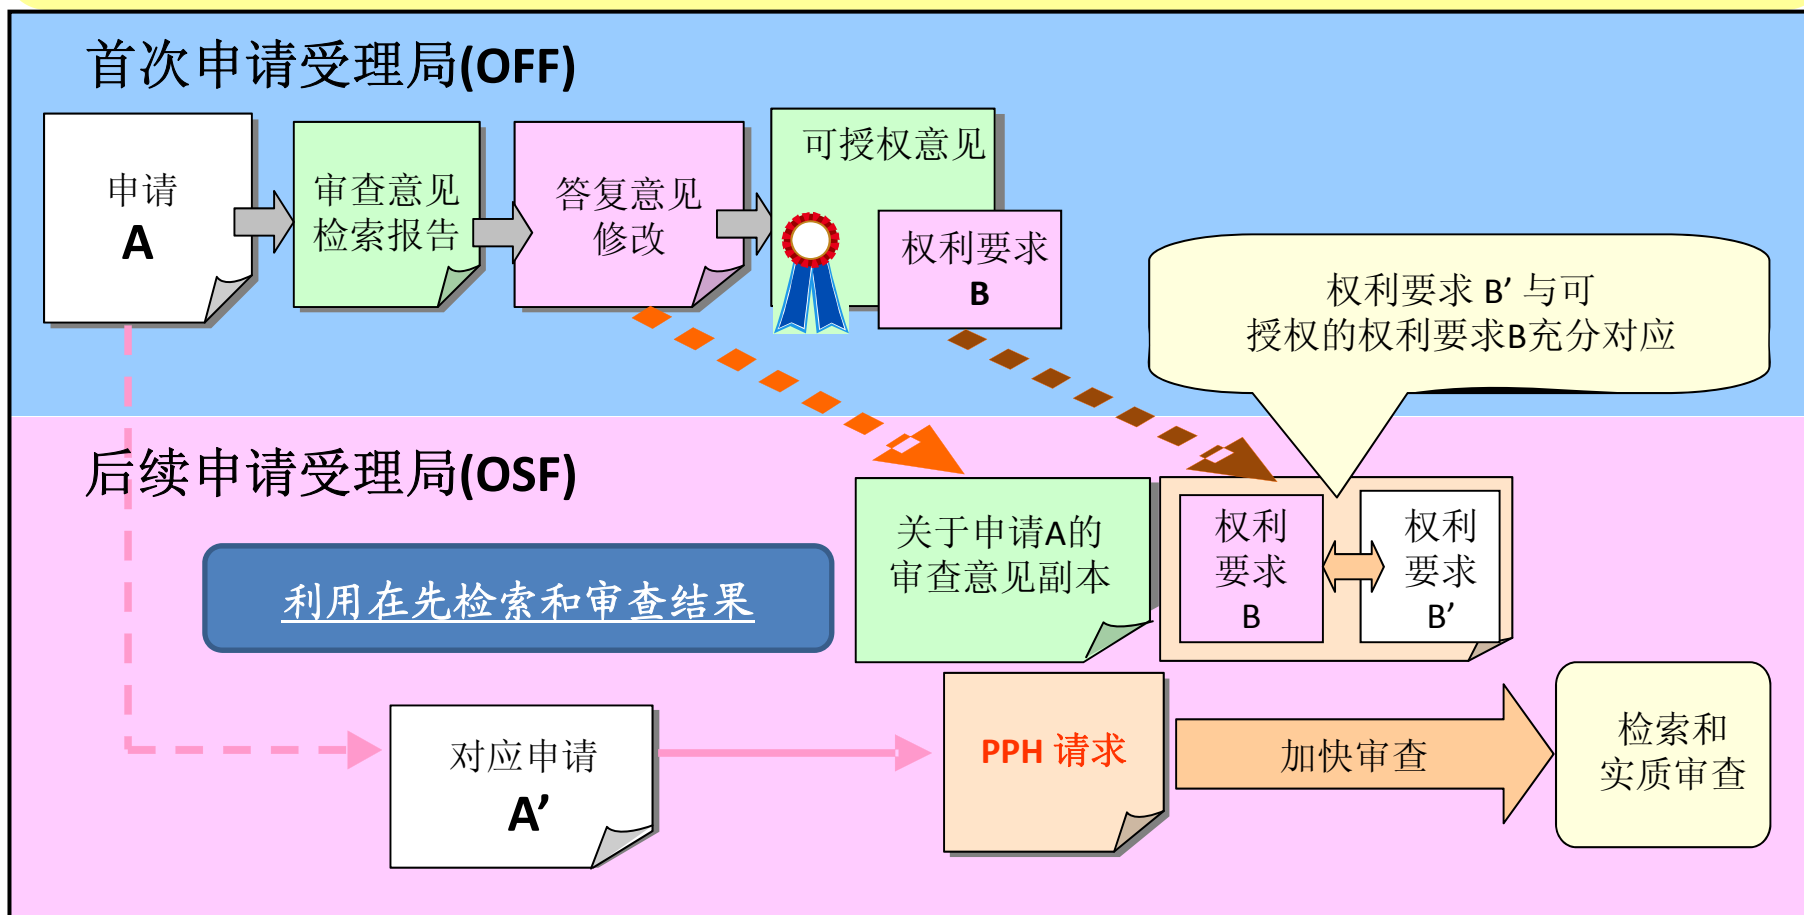 首次申请受理局(OFF)
申请
A
审查意见
检索报告
答复意见
修改
可授权意见
权利要求
B
权利要求 B’ 与可
授权的权利要求B充分对应
后续申请受理局(OSF)
利用在先检索和审查结果
关于申请A的
审查意见副本
权利
要求
B
权利
要求
B’
对应申请
A’
PPH 请求
加快审查
检索和
实质审查